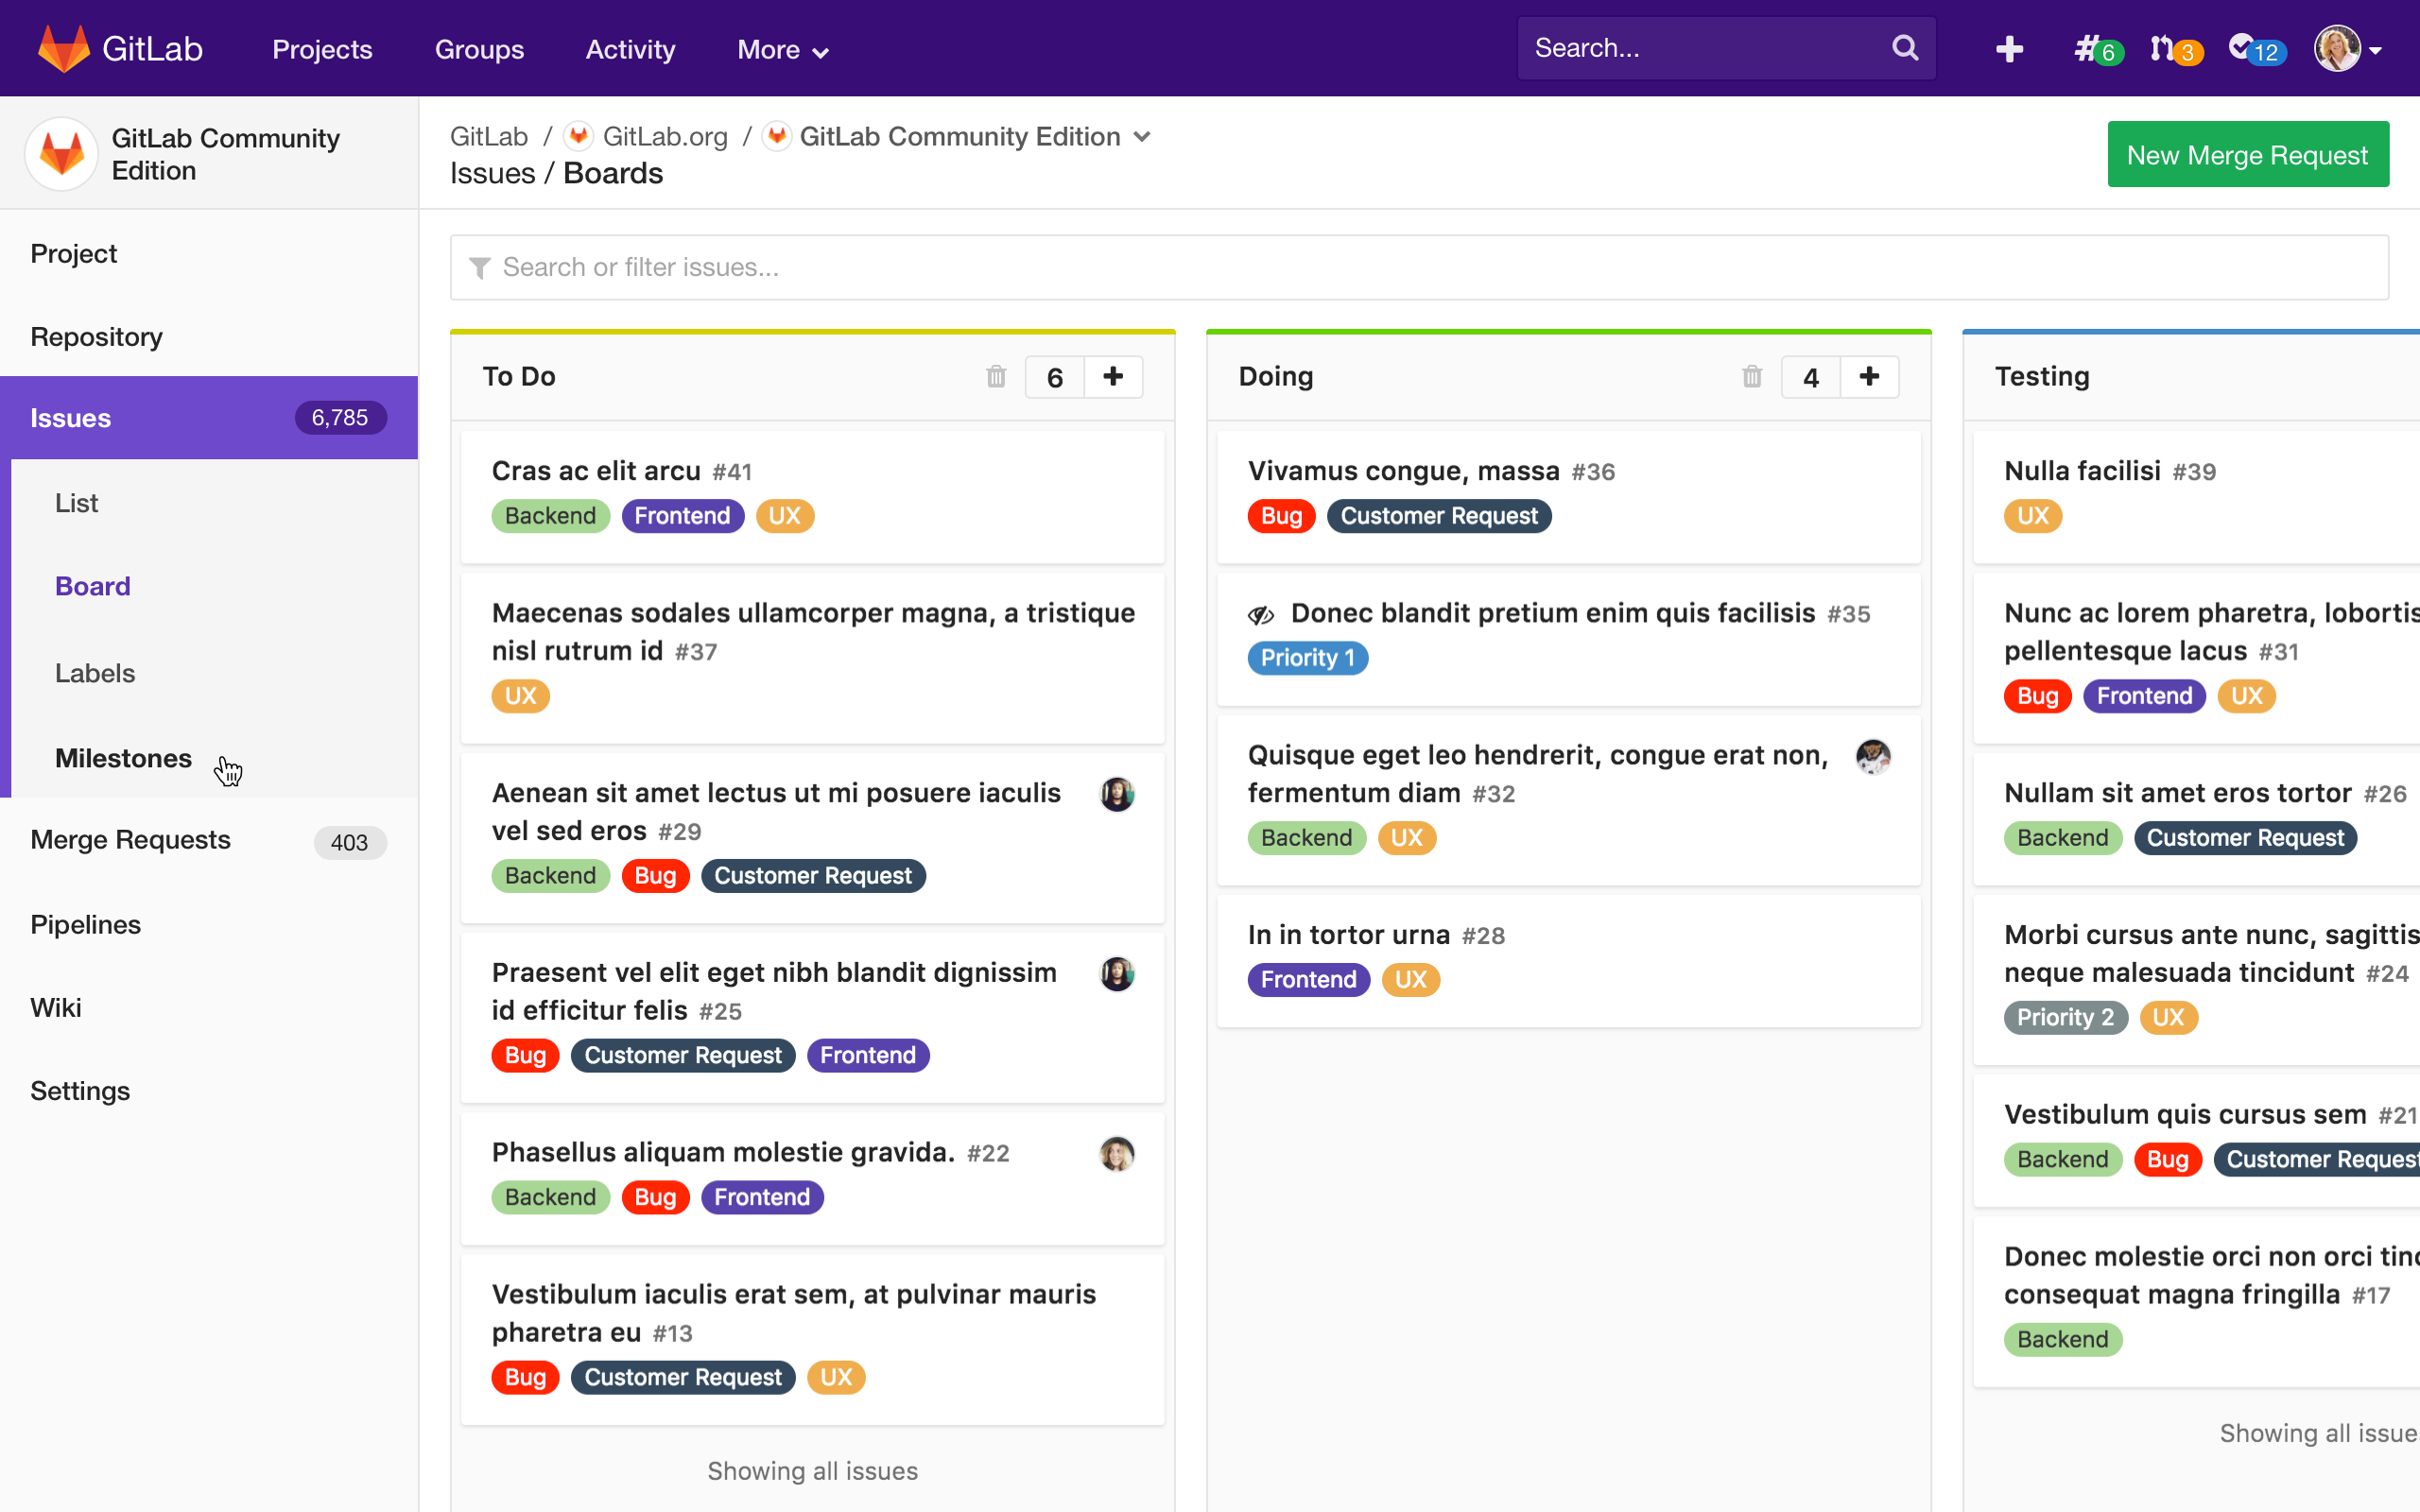 GitLab
Projects
Groups
Activity
More
Search...
6
3
12
GitLab Community
Edition
GitLab / GitLab.org / GitLab Community Edition
Issues / Boards
New Merge Request
Project
Repository
Issues 6,785
List
Board
Labels
Milestones
Merge Requests 403
Pipelines
Wiki
Settings
Search or filter issues...
To Do 6
Cras ac elit arcu #41
Backend Frontend UX
Maecenas sodales ullamcorper magna, a tristique
nisl rutrum id #37
UX
Aenean sit amet lectus ut mi posuere iaculis
vel sed eros #29
Backend Bug Customer Request
Praesent vel elit eget nibh blandit dignissim
id efficitur felis #25
Bug Customer Request Frontend
Phasellus aliquam molestie gravida. #22
Backend Bug Frontend
Vestibulum iaculis erat sem, at pulvinar mauris
pharetra eu #13
Bug Customer Request UX
Showing all issues
Doing 4
Vivamus congue, massa #36
Bug Customer Request
Donec blandit pretium enim quis facilisis #35
Priority 1
Quisque eget leo hendrerit, congue erat non,
fermentum diam #32
Backend UX
In in tortor urna #28
Frontend UX
Testing
Nulla facilisi #39
UX
Nunc ac lorem pharetra, lobortis
pellentesque lacus #31
Bug Frontend UX
Nullam sit amet eros tortor #26
Backend Customer Request
Morbi cursus ante nunc, sagittis
neque malesuada tincidunt #24
Priority 2 UX
Vestibulum quis cursus sem #21
Backend Bug Customer Request
Donec molestie orci non orci tinc
consequat magna fringilla #17
Backend
Showing all issue